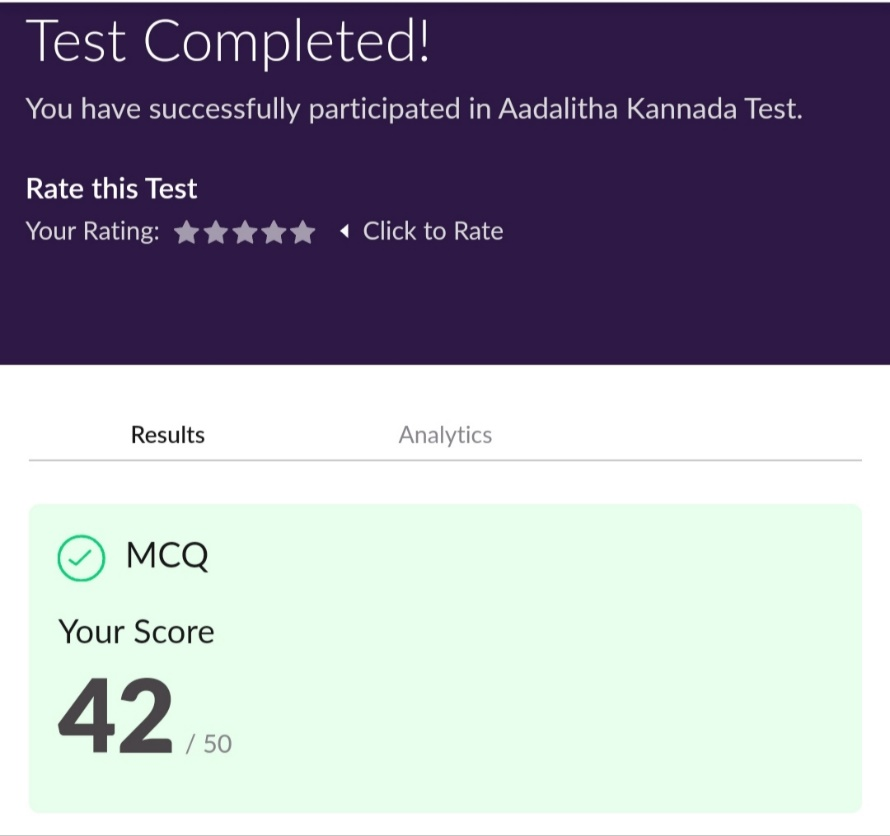 Test Completed!
You have successfully participated in Aadalitha Kannada Test.
Rate this Test
Your Rating: ★★★★★ ◀ Click to Rate
Results Analytics
MCQ
Your Score
42 / 50